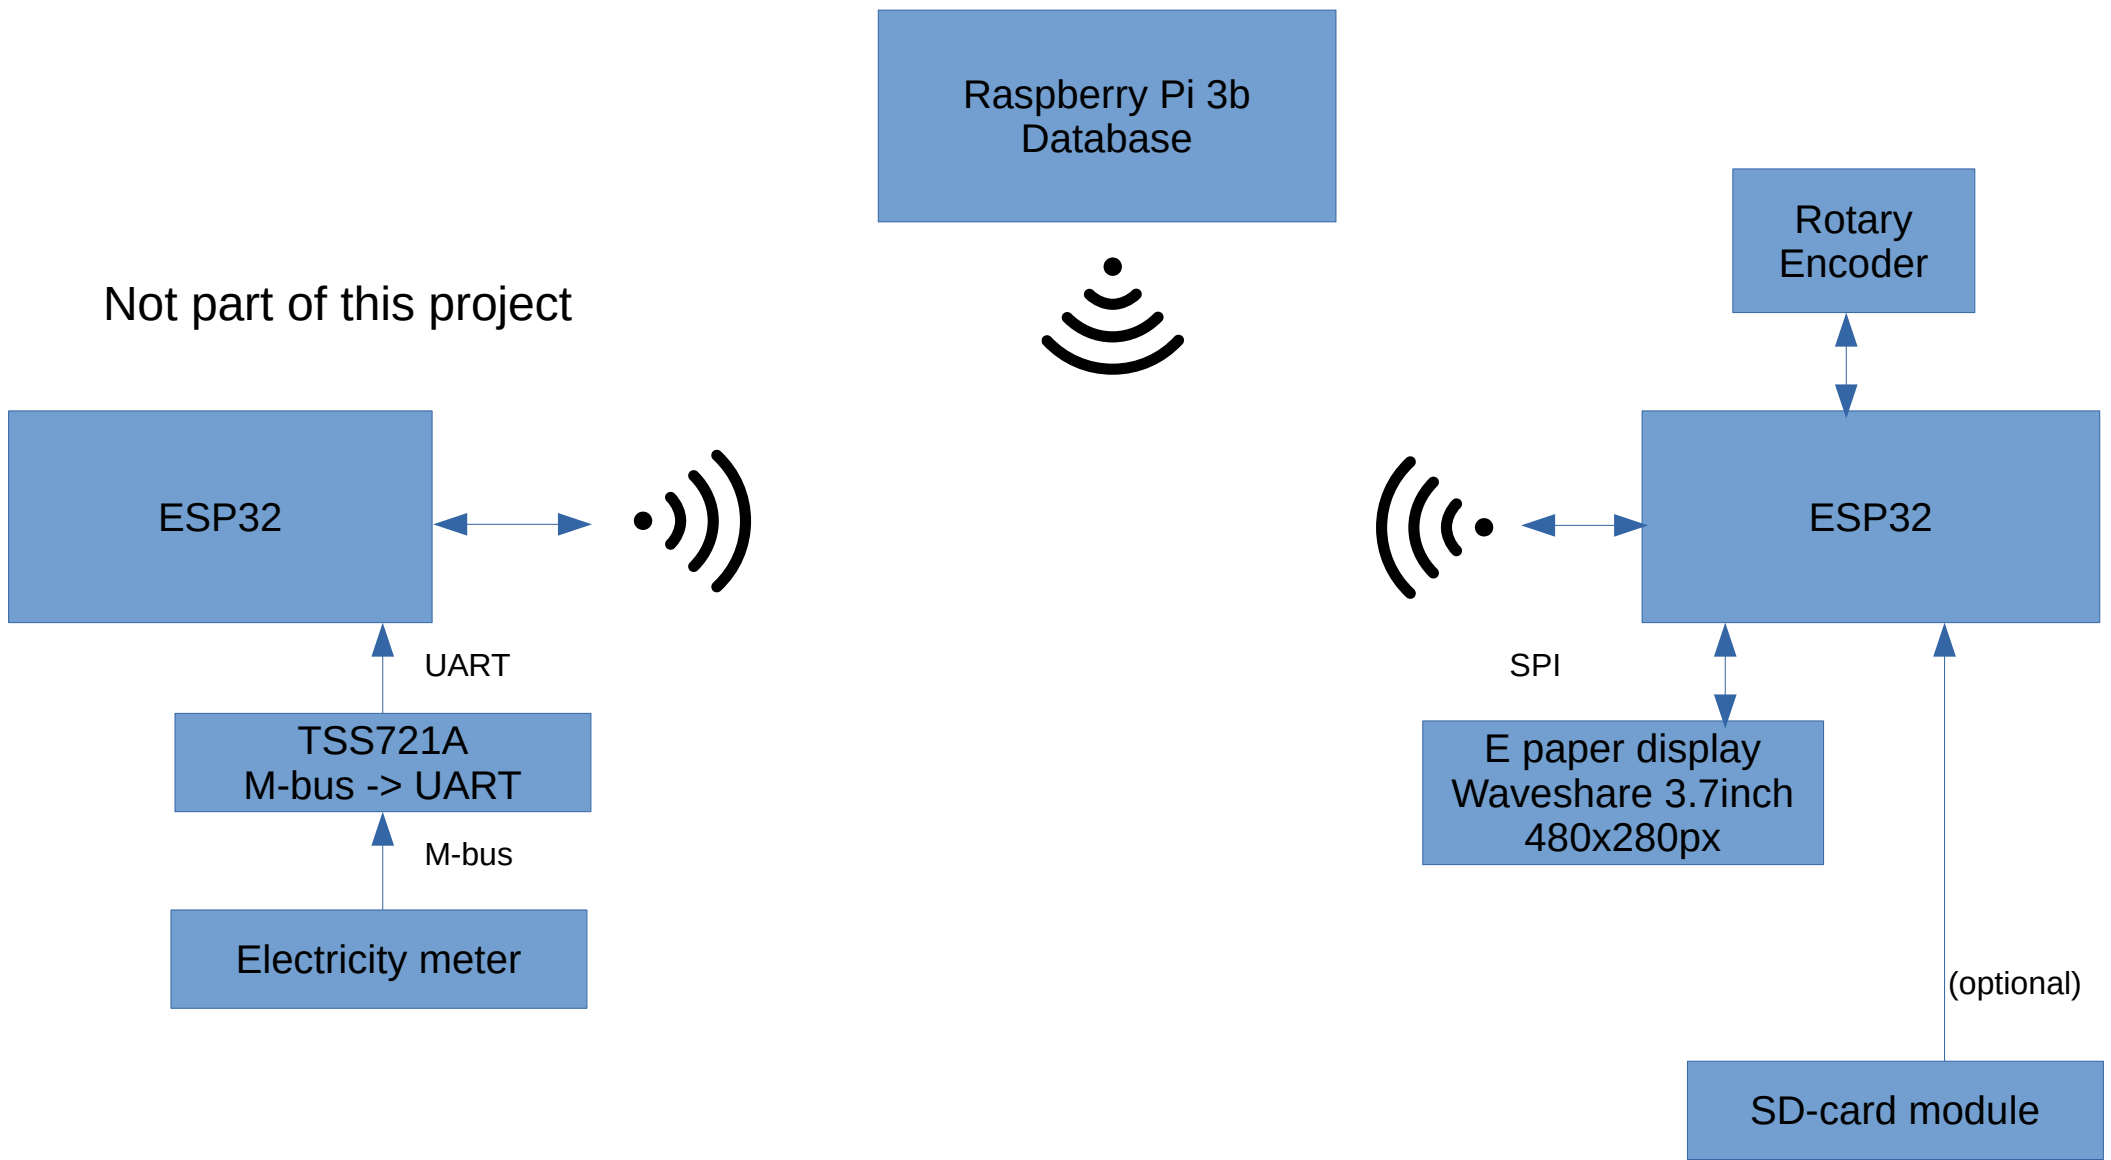 Raspberry Pi 3b
Database
Rotary
Encoder
Not part of this project
ESP32
ESP32
UART
SPI
TSS721A
M-bus -> UART
E paper display
Waveshare 3.7inch
480x280px
M-bus
Electricity meter
(optional)
SD-card module